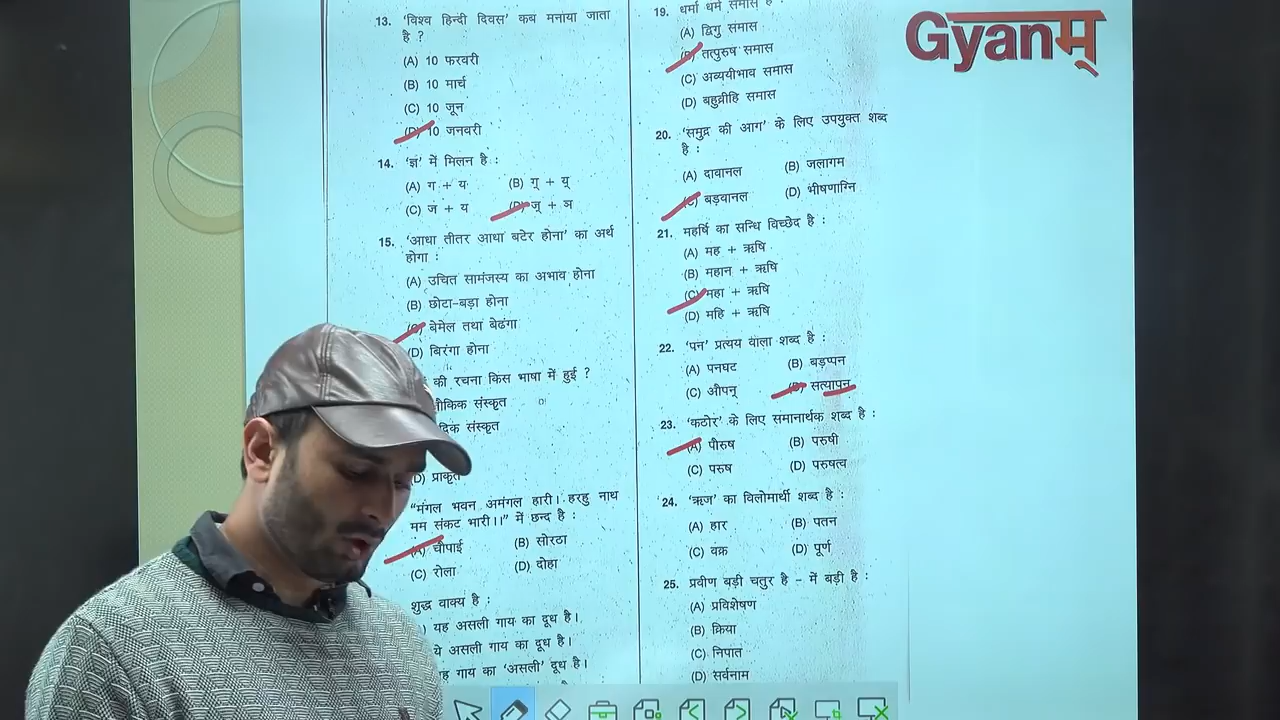 Gyanम्
13. 'विश्व हिन्दी दिवस' कब मनाया जाता
है ?
(A) 10 फरवरी
(B) 10 मार्च
(C) 10 जून
(D) 10 जनवरी
14. 'ज्ञ' में मिलन है :
(A) ग + य
(B) ग् + य्
(C) ज + य
(D) ज् + ञ
15. 'आधा तीतर आधा बटेर होना' का अर्थ
होगा :
(A) उचित सामंजस्य का अभाव होना
(B) छोटा-बड़ा होना
(C) बेमेल तथा बेढंगा
(D) बिरंगा होना
की रचना किस भाषा में हुई ?
संस्कृत
संस्कृत
(D) प्राकृत
"मंगल भवन अमंगल हारी। हरहु नाथ
मम संकट भारी।।" में छन्द है :
(A) चौपाई
(B) सोरठा
(C) रोला
(D) दोहा
शुद्ध वाक्य है :
यह असली गाय का दूध है।
ये असली गाय का दूध है।
गाय का 'असली' दूध है।
19. धर्माधर्म समास है :
(A) द्विगु समास
(B) तत्पुरुष समास
(C) अव्ययीभाव समास
(D) बहुव्रीहि समास
20. 'समुद्र की आग' के लिए उपयुक्त शब्द
है :
(A) दावानल
(B) जलागम
(C) बड़वानल
(D) भीषणाग्नि
21. महर्षि का सन्धि विच्छेद है :
(A) मह + ऋषि
(B) महान + ऋषि
(C) महा + ऋषि
(D) महि + ऋषि
22. 'पन' प्रत्यय वाला शब्द है :
(A) पनघट
(B) बड़प्पन
(C) औपन्
(D) सत्यापन
23. 'कठोर' के लिए समानार्थक शब्द है :
(A) पौरुष
(B) परुषी
(C) परुष
(D) परुषत्व
24. 'ऋज' का विलोमार्थी शब्द है :
(A) हार
(B) पतन
(C) वक्र
(D) पूर्ण
25. प्रवीण बड़ी चतुर है – में बड़ी है :
(A) प्रविशेषण
(B) क्रिया
(C) निपात
(D) सर्वनाम